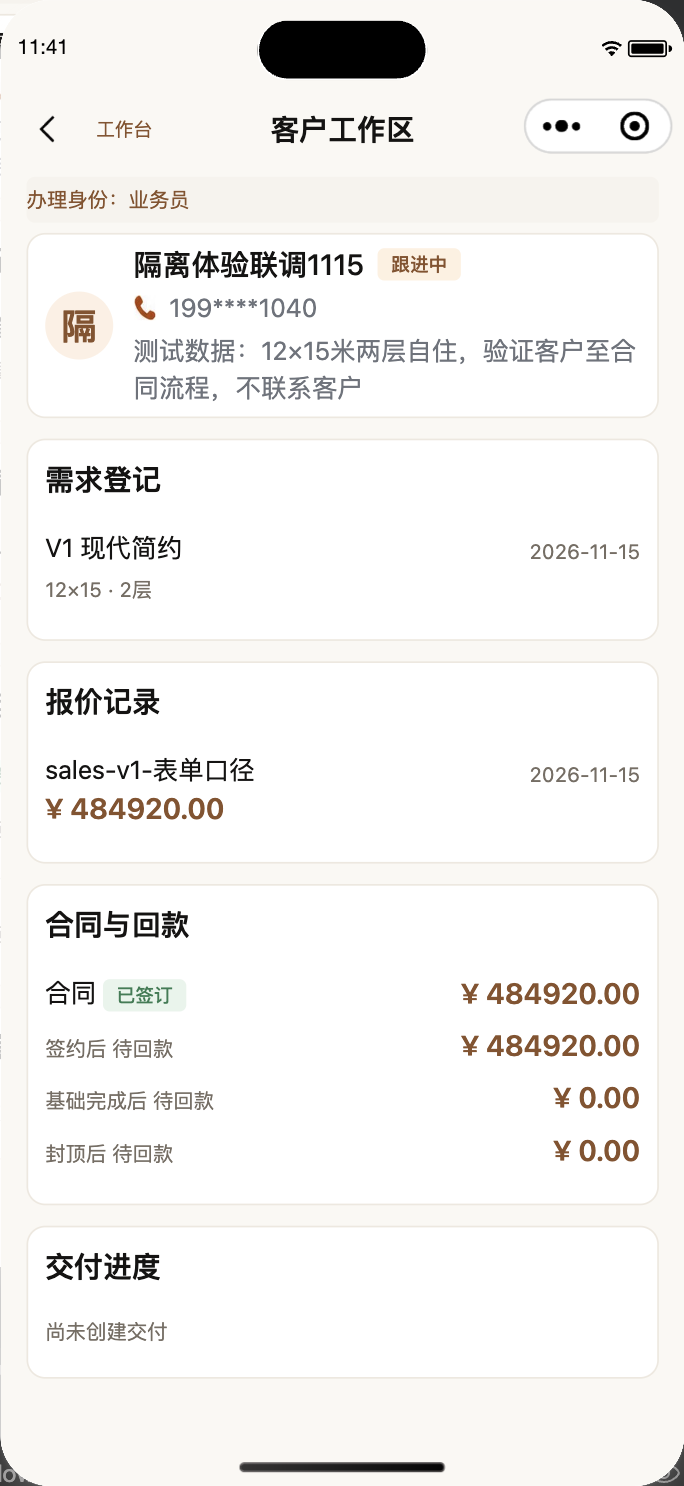 11:41
工作台
客户工作区
办理身份：业务员
隔
隔离体验联调1115 跟进中
199****1040
测试数据：12×15米两层自住，验证客户至合
同流程，不联系客户
需求登记
V1 现代简约 2026-11-15
12×15 · 2层
报价记录
sales-v1-表单口径 2026-11-15
¥ 484920.00
合同与回款
合同 已签订 ¥ 484920.00
签约后 待回款 ¥ 484920.00
基础完成后 待回款 ¥ 0.00
封顶后 待回款 ¥ 0.00
交付进度
尚未创建交付